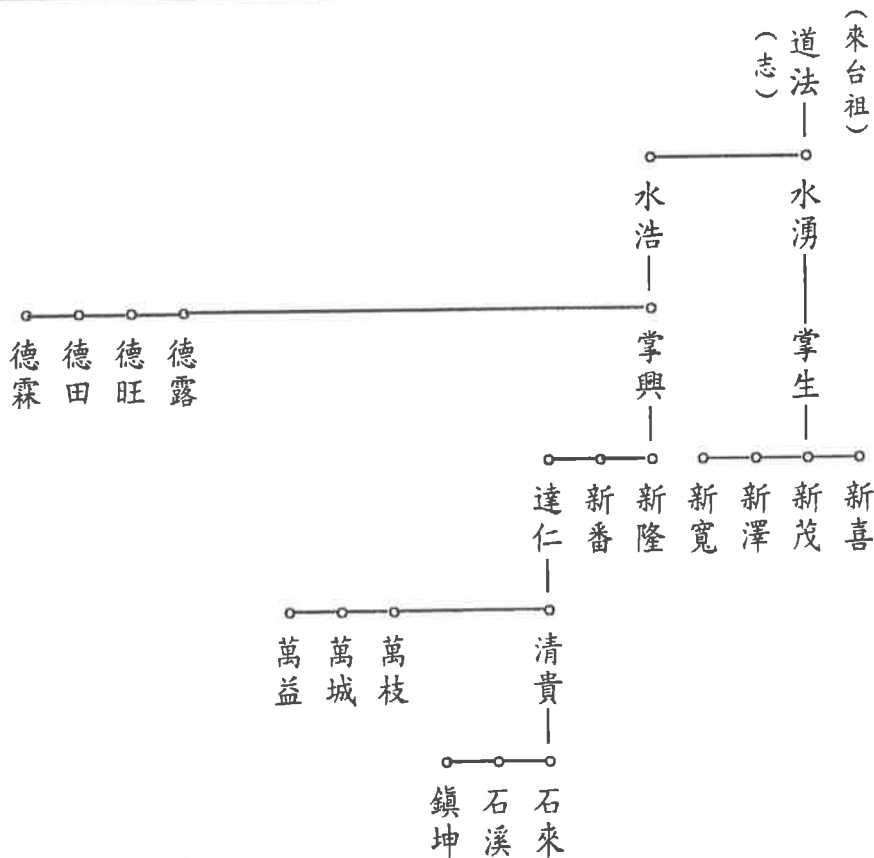 （來台祖）
道法
（志）
水湧
水浩
掌生
掌興
德露
德旺
德田
德霖
新喜
新茂
新澤
新寬
新隆
新番
達仁
清貴
萬枝
萬城
萬益
石來
石溪
鎮坤